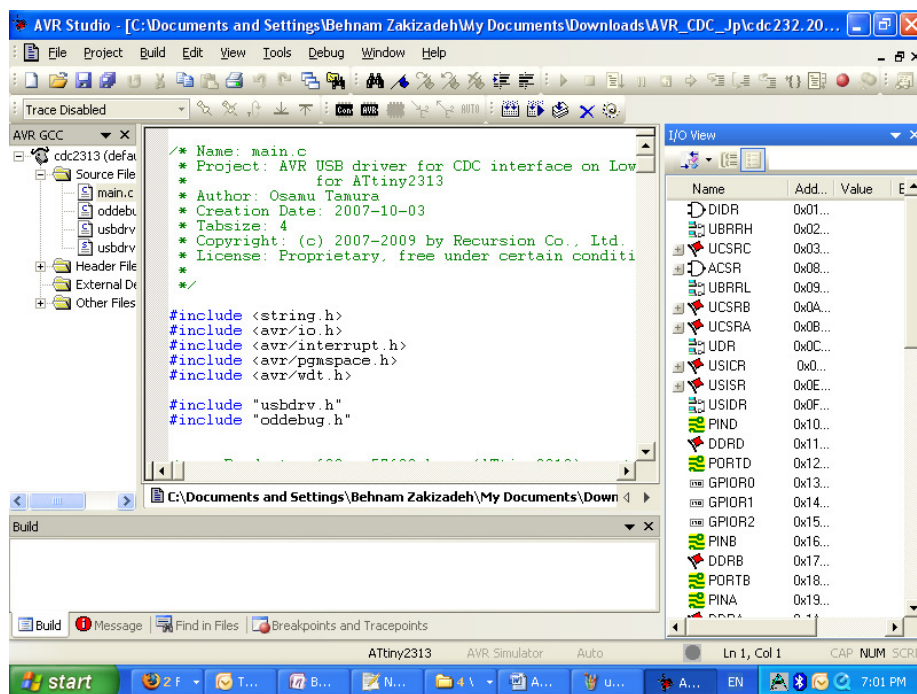 AVR Studio - [C:\Documents and Settings\Behnam Zakizadeh\My Documents\Downloads\AVR_CDC_Jp\cdc232.20...
File Project Build Edit View Tools Debug Window Help
Trace Disabled
Con AVR AUTO
AVR GCC
cdc2313 (defau
Source File
main.c
oddebu
usbdrv
usbdrv
Header File
External De
Other Files
/* Name: main.c
* Project: AVR USB driver for CDC interface on Low
* for ATtiny2313
* Author: Osamu Tamura
* Creation Date: 2007-10-03
* Tabsize: 4
* Copyright: (c) 2007-2009 by Recursion Co., Ltd.
* License: Proprietary, free under certain conditi
*
*/
#include <string.h>
#include <avr/io.h>
#include <avr/interrupt.h>
#include <avr/pgmspace.h>
#include <avr/wdt.h>
#include "usbdrv.h"
#include "oddebug.h"
C:\Documents and Settings\Behnam Zakizadeh\My Documents\Down
I/O View
Name Add... Value
DIDR 0x01...
UBRRH 0x02...
UCSRC 0x03...
ACSR 0x08...
UBRRL 0x09...
UCSRB 0x0A...
UCSRA 0x0B...
UDR 0x0C...
USICR 0x0...
USISR 0x0E...
USIDR 0x0F...
PIND 0x10...
DDRD 0x11...
PORTD 0x12...
GPIOR0 0x13...
GPIOR1 0x14...
GPIOR2 0x15...
PINB 0x16...
DDRB 0x17...
PORTB 0x18...
PINA 0x19...
Build
Build Message Find in Files Breakpoints and Tracepoints
ATtiny2313 AVR Simulator Auto Ln 1, Col 1 CAP NUM SCRL
start 2 F T... B... N... 4 \ A... u... A... EN 7:01 PM